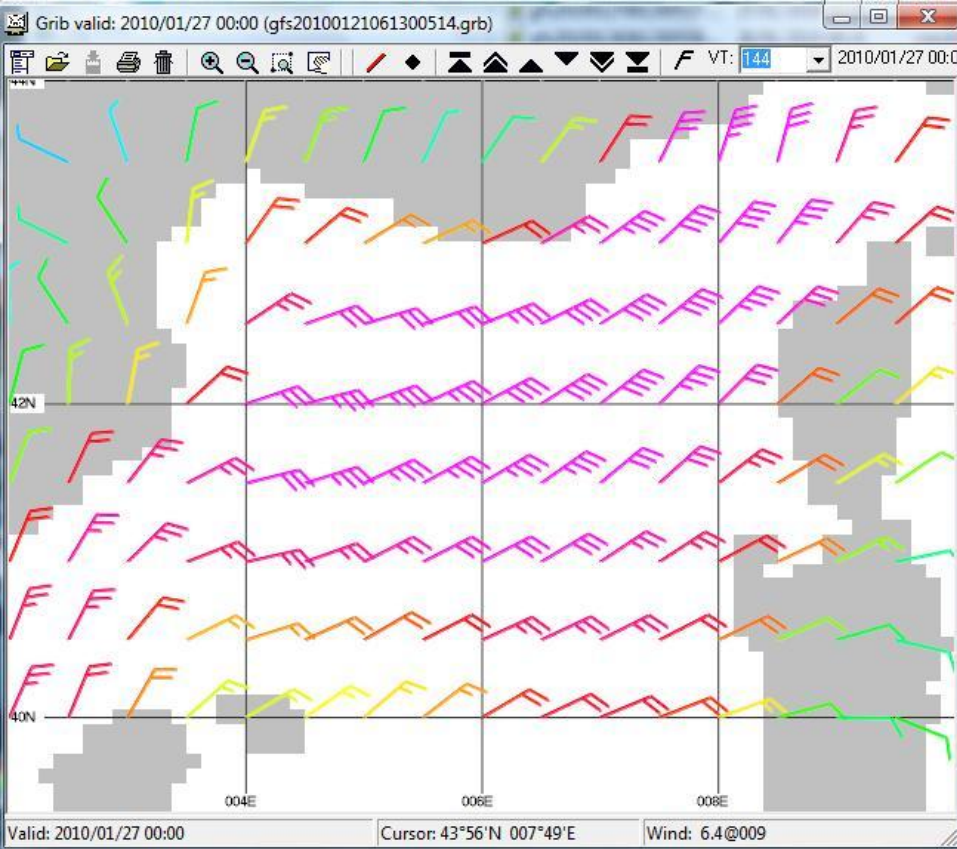 Grib valid: 2010/01/27 00:00 (gfs20100121061300514.grb)
F VT: 144 2010/01/27 00:0
44N
42N
40N
004E 006E 008E
Valid: 2010/01/27 00:00 Cursor: 43°56'N 007°49'E Wind: 6.4@009